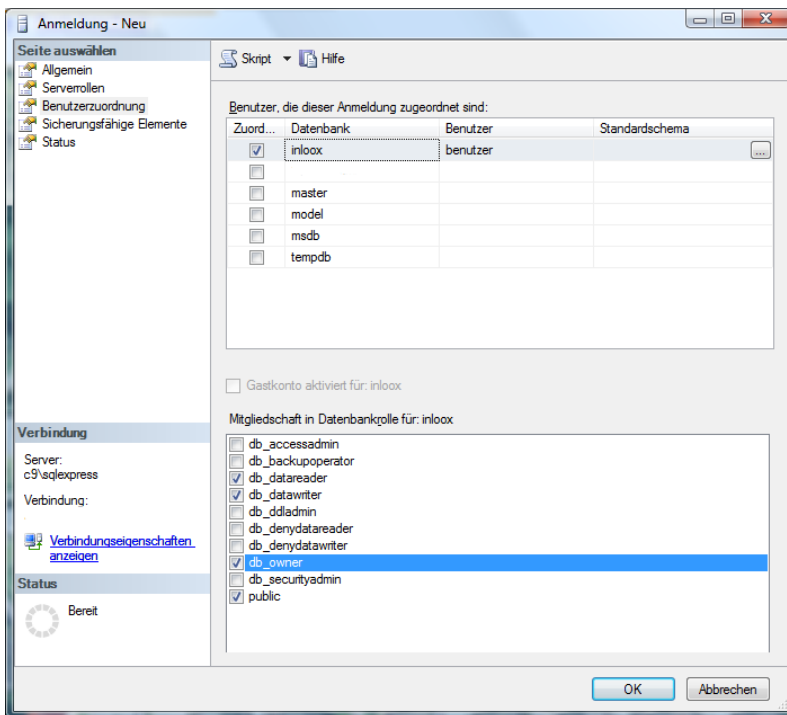 Anmeldung - Neu
Seite auswählen
Allgemein
Serverrollen
Benutzerzuordnung
Sicherungsfähige Elemente
Status
Skript
Hilfe
Benutzer, die dieser Anmeldung zugeordnet sind:
Zuord... Datenbank Benutzer Standardschema
inloox benutzer ...
master
model
msdb
tempdb
Gastkonto aktiviert für: inloox
Mitgliedschaft in Datenbankrolle für: inloox
db_accessadmin
db_backupoperator
db_datareader
db_datawriter
db_ddladmin
db_denydatareader
db_denydatawriter
db_owner
db_securityadmin
public
Verbindung
Server:
c9\sqlexpress
Verbindung:
Verbindungseigenschaften
anzeigen
Status
Bereit
OK
Abbrechen